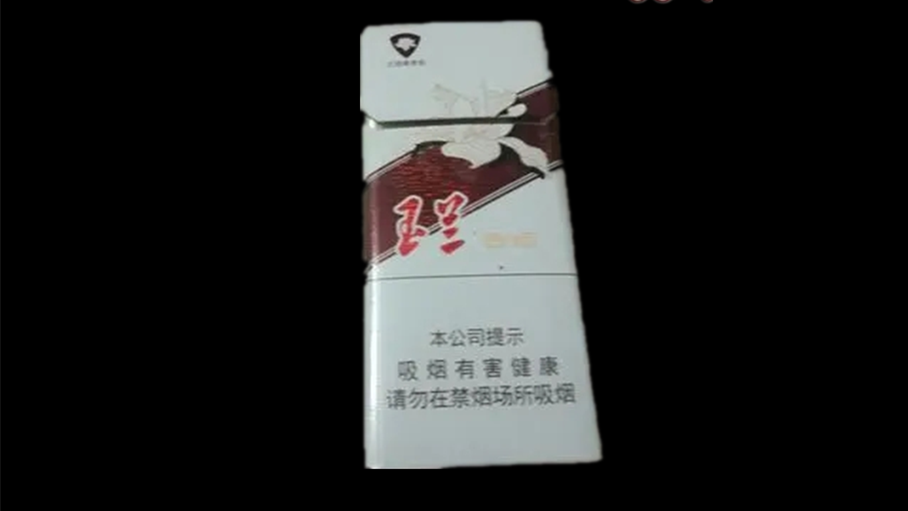 玉兰
本公司提示
吸烟有害健康
请勿在禁烟场所吸烟